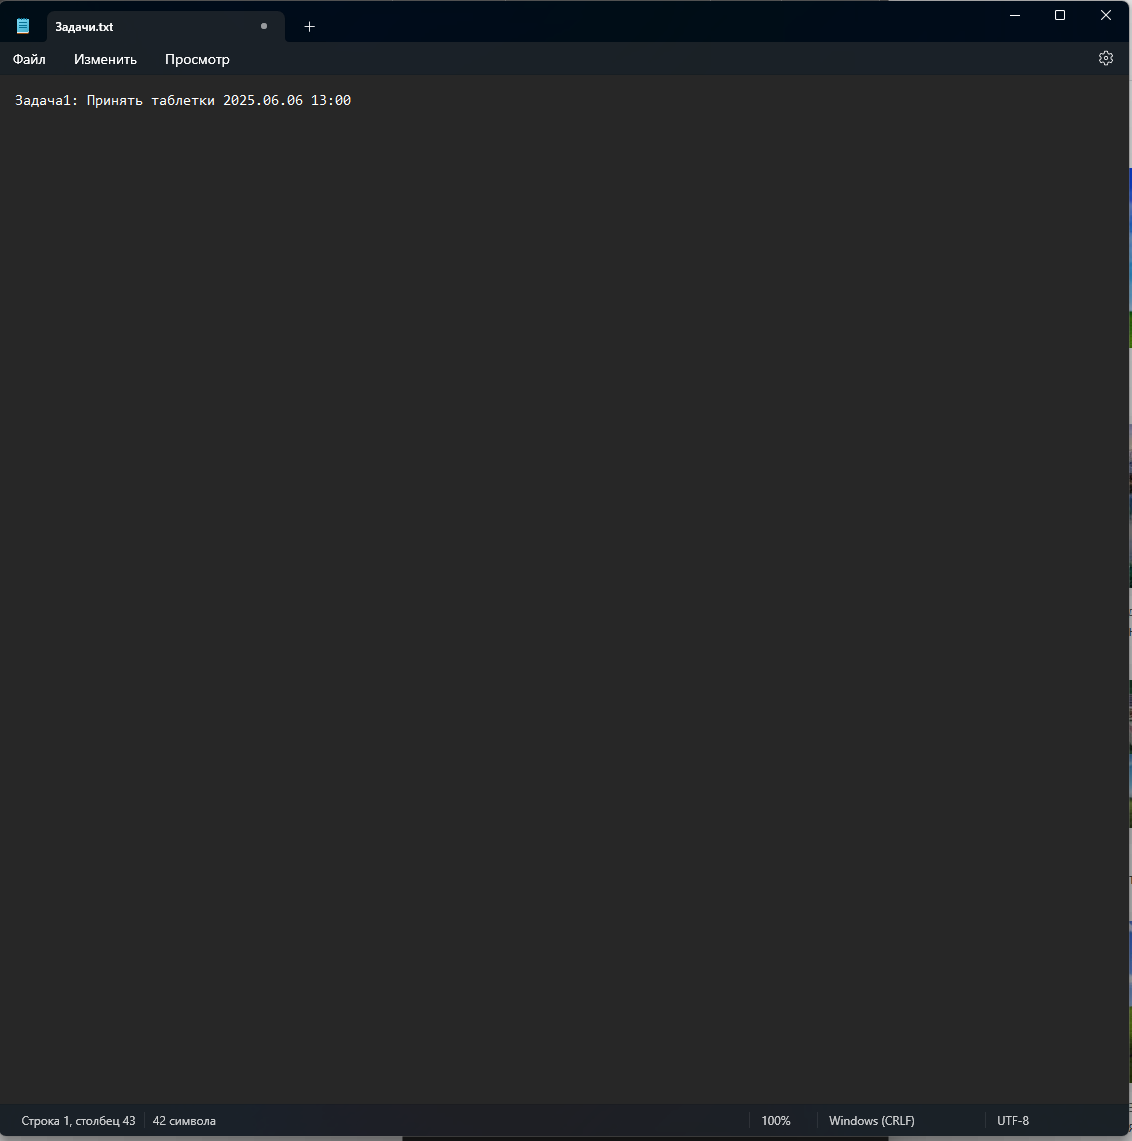 Задачи.txt
Файл Изменить Просмотр
Задача1: Принять таблетки 2025.06.06 13:00
Строка 1, столбец 43 42 символа 100% Windows (CRLF) UTF-8